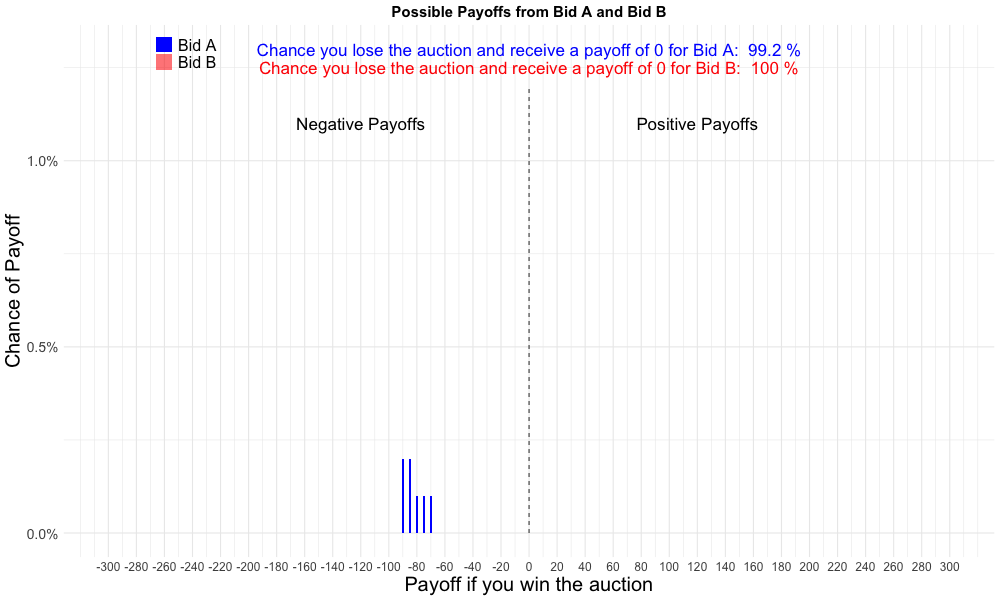 Possible Payoffs from Bid A and Bid B
Bid A
Bid B
Chance you lose the auction and receive a payoff of 0 for Bid A:  99.2 %
Chance you lose the auction and receive a payoff of 0 for Bid B:  100 %
Negative Payoffs
Positive Payoffs
Chance of Payoff
1.0%
0.5%
0.0%
-300 -280 -260 -240 -220 -200 -180 -160 -140 -120 -100 -80 -60 -40 -20 0 20 40 60 80 100 120 140 160 180 200 220 240 260 280 300
Payoff if you win the auction